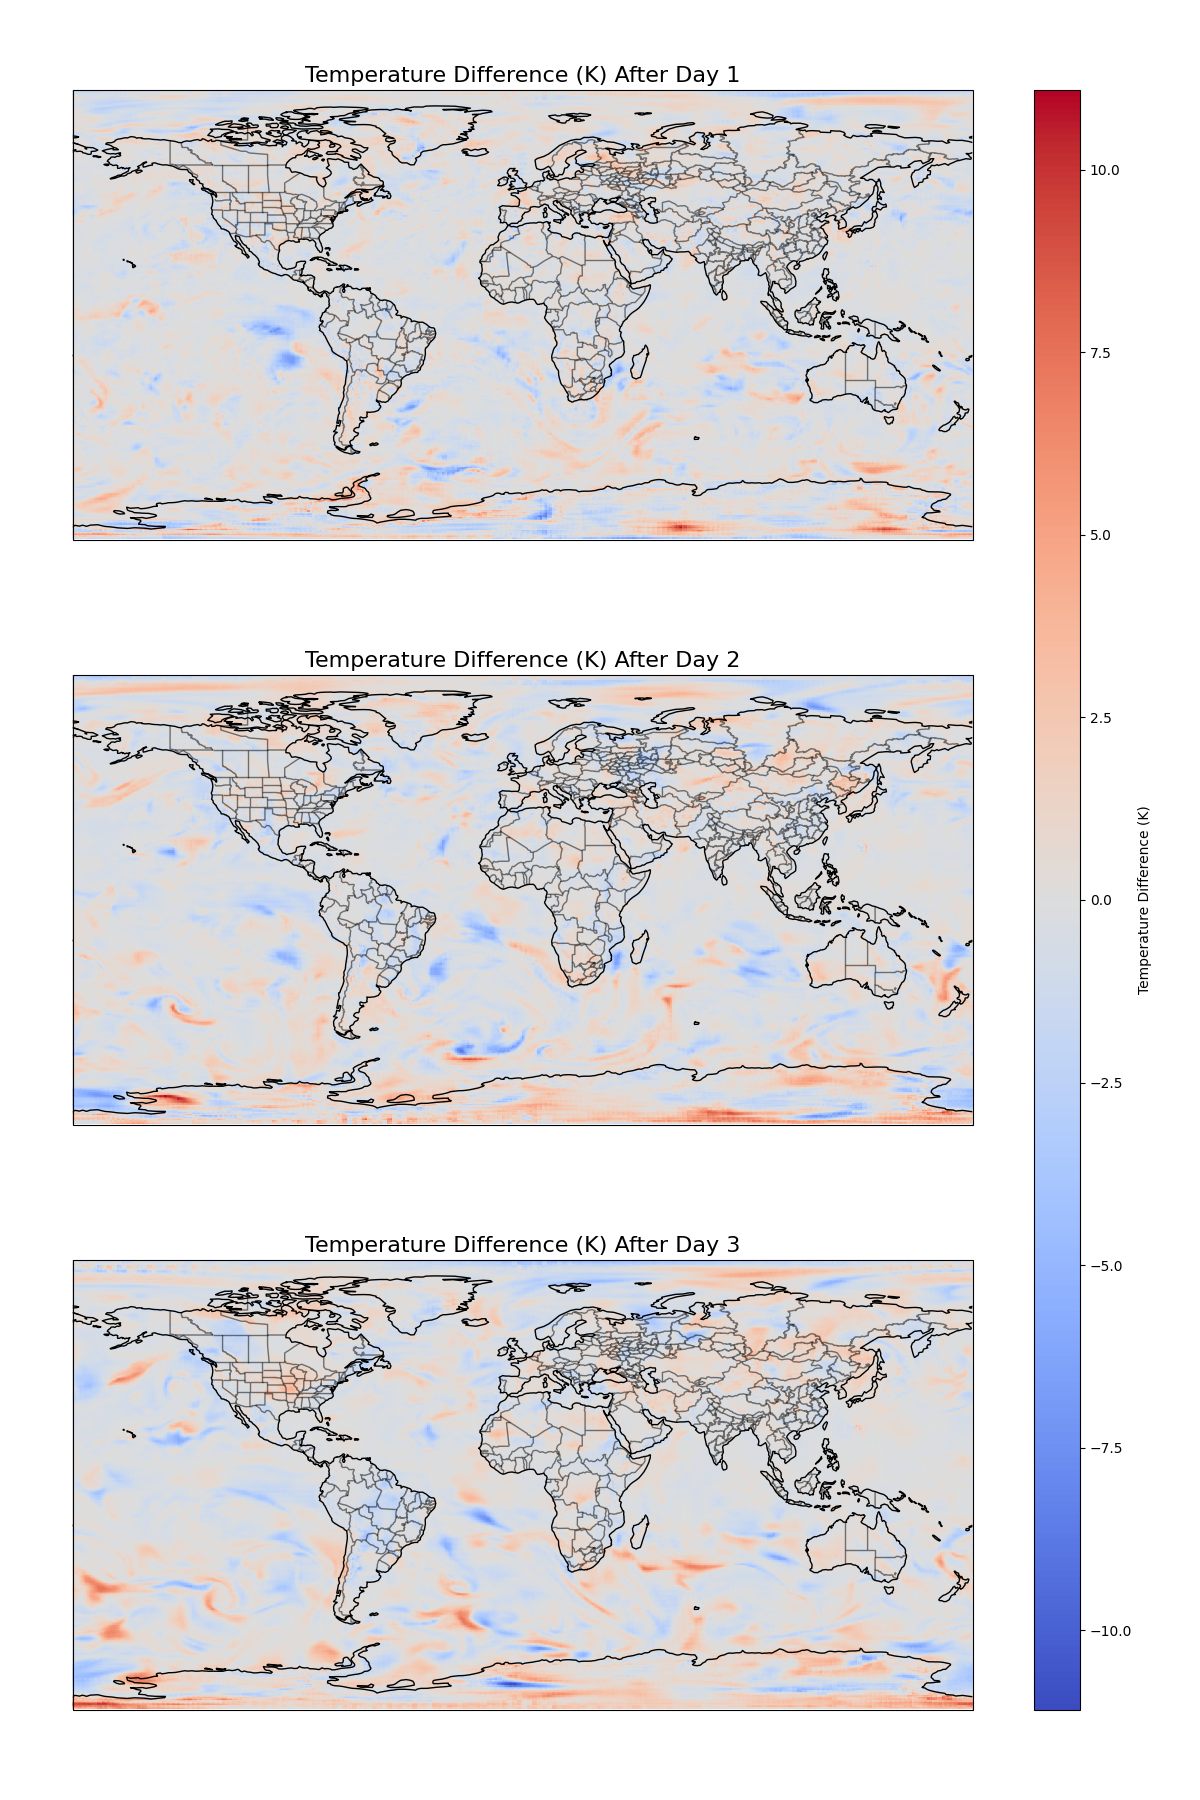 Temperature Difference (K) After Day 1
Temperature Difference (K) After Day 2
Temperature Difference (K) After Day 3
10.0
7.5
5.0
2.5
0.0
−2.5
−5.0
−7.5
−10.0
Temperature Difference (K)